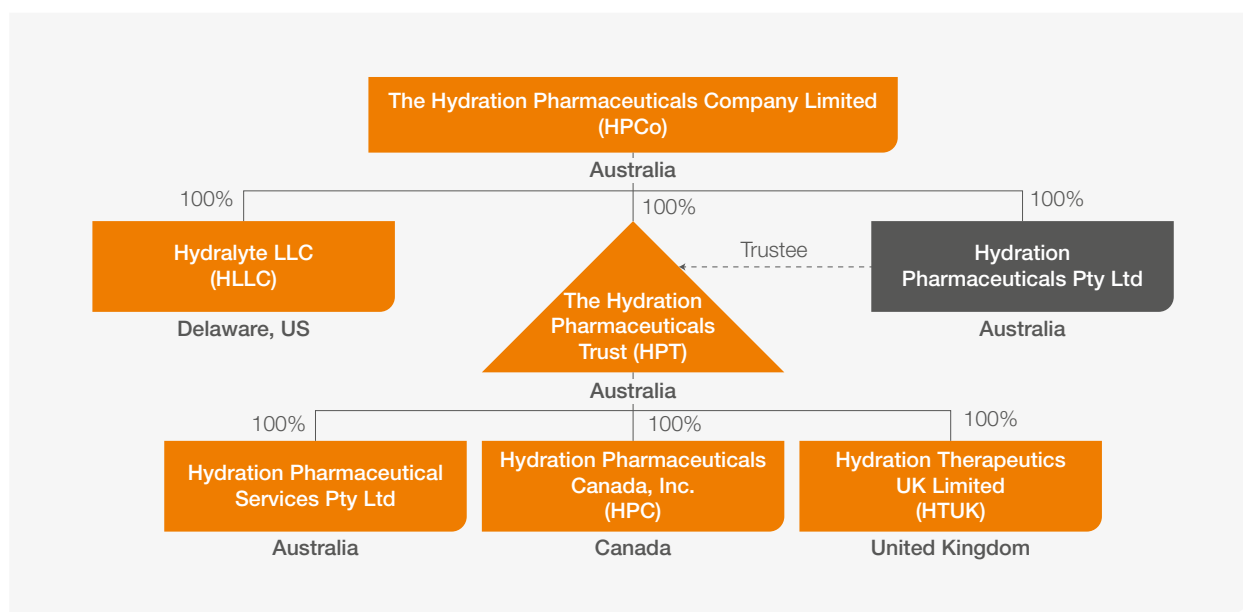 The Hydration Pharmaceuticals Company Limited
(HPCo)
Australia
100%
100%
100%
Hydralyte LLC
(HLLC)
Delaware, US
The Hydration
Pharmaceuticals
Trust (HPT)
Australia
Trustee
Hydration
Pharmaceuticals Pty Ltd
Australia
100%
100%
100%
Hydration Pharmaceutical
Services Pty Ltd
Australia
Hydration Pharmaceuticals
Canada, Inc.
(HPC)
Canada
Hydration Therapeutics
UK Limited
(HTUK)
United Kingdom